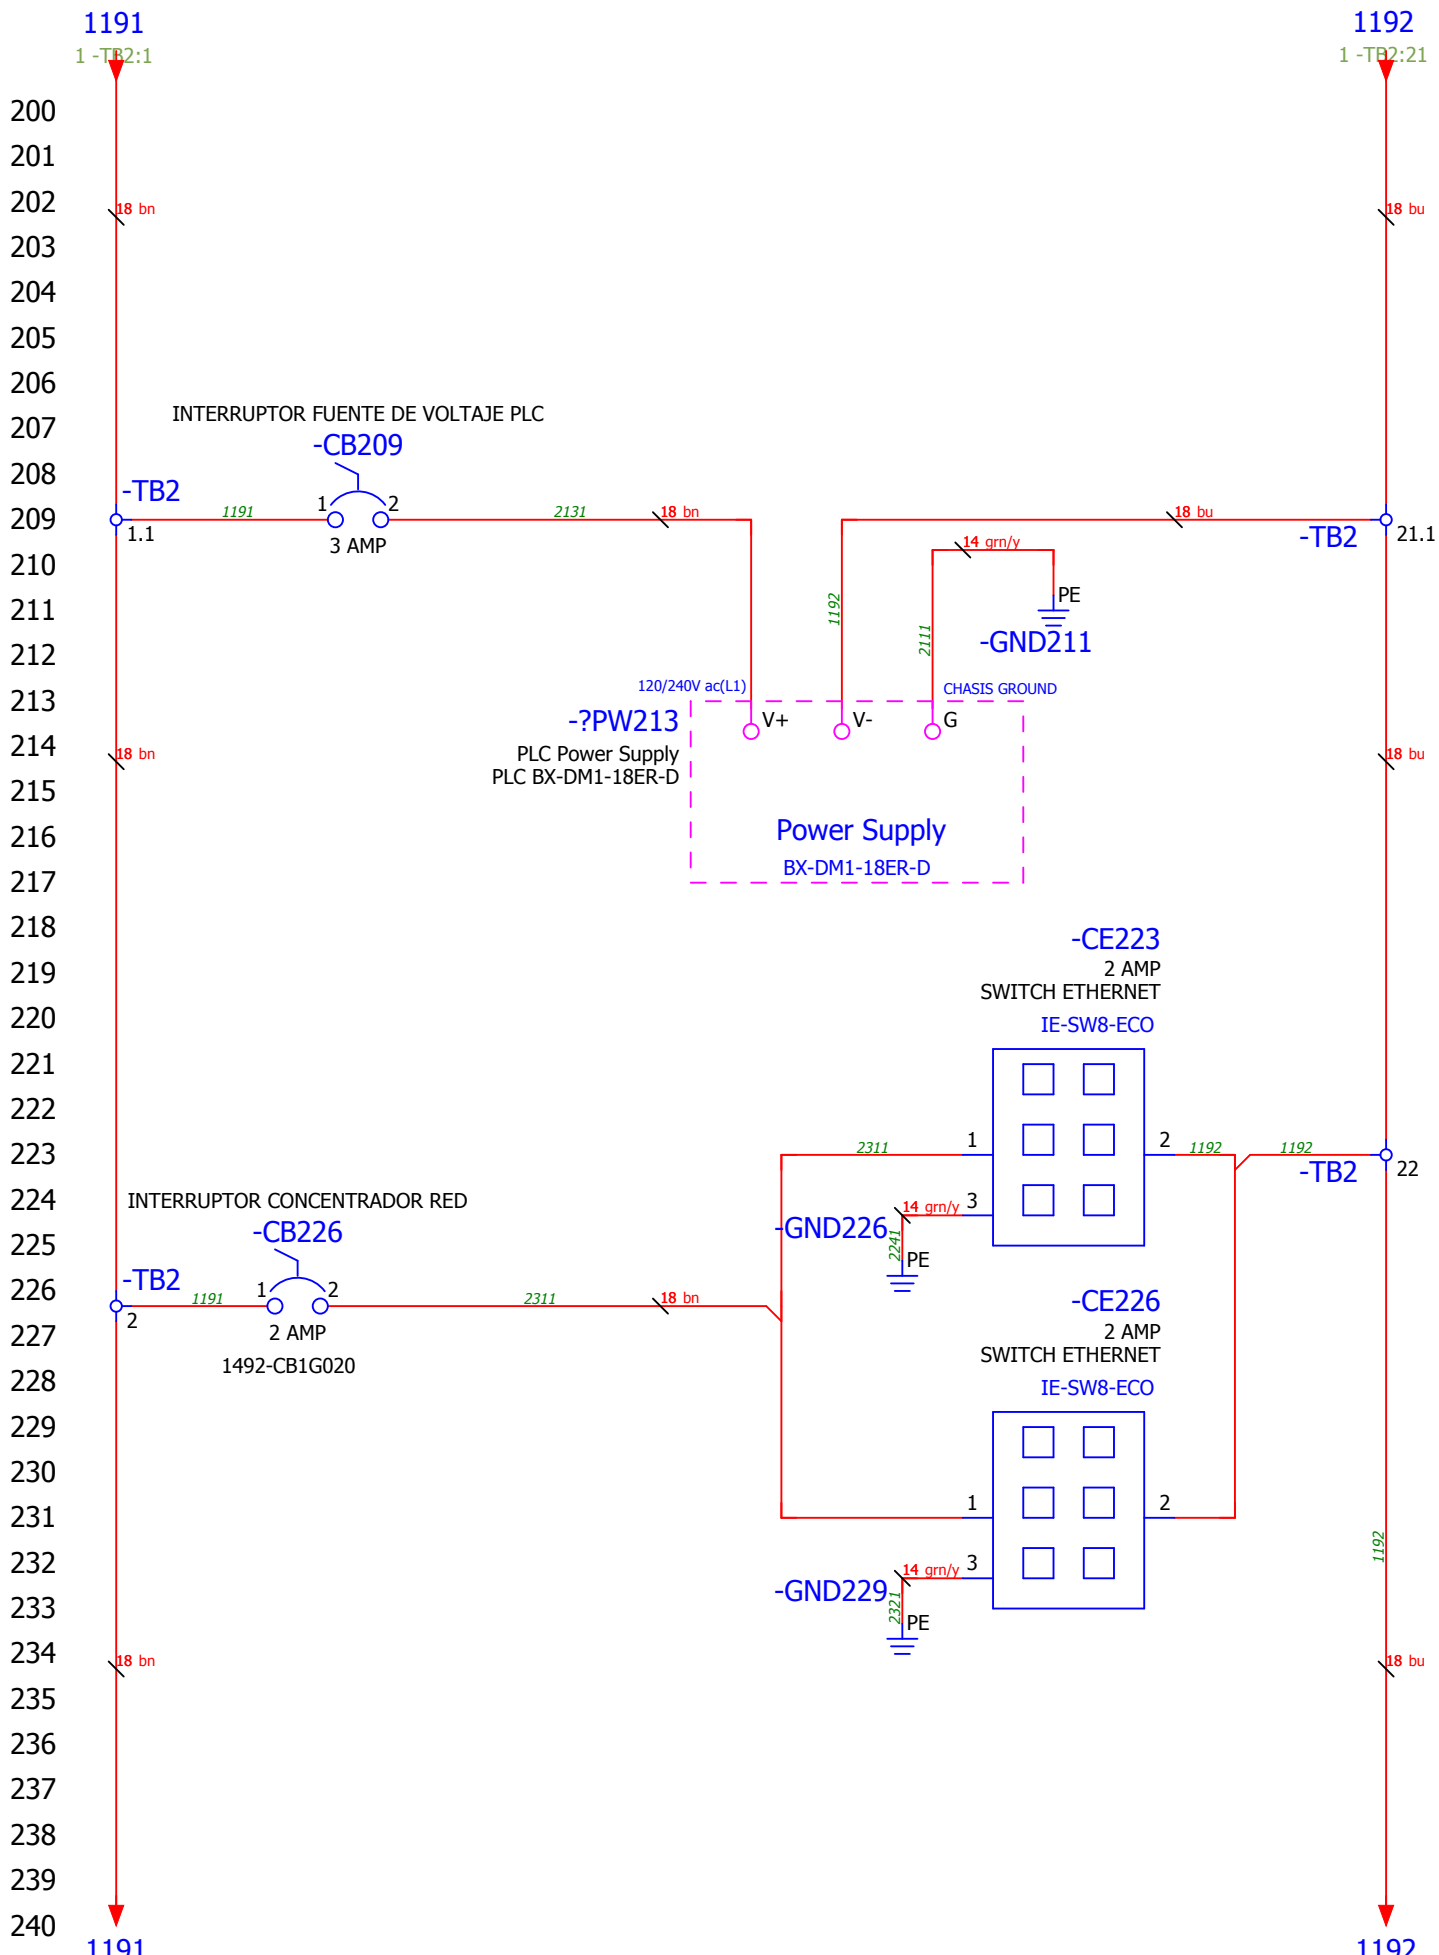 1191
1192
1 -TB2:1
1 -TB2:21
200
201
202
18 bn
18 bu
203
204
205
206
INTERRUPTOR FUENTE DE VOLTAJE PLC
207
-CB209
208
-TB2
1
2
1191
2131
18 bn
18 bu
209
1.1
3 AMP
-TB2
21.1
14 grn/y
210
PE
1192
211
2111
-GND211
212
120/240V ac(L1)
CHASIS GROUND
213
-?PW213
V+
V-
G
214
PLC Power Supply
18 bn
18 bu
PLC BX-DM1-18ER-D
215
216
Power Supply
BX-DM1-18ER-D
217
218
-CE223
219
2 AMP
SWITCH ETHERNET
220
IE-SW8-ECO
221
222
223
2311
1
2
1192
1192
-TB2
22
224
INTERRUPTOR CONCENTRADOR RED
14 grn/y
3
-CB226
-GND226
225
2241
PE
-TB2
226
1191
1
2
2311
18 bn
-CE226
2
2 AMP
227
2 AMP
SWITCH ETHERNET
1492-CB1G020
228
IE-SW8-ECO
229
230
231
1
2
1192
232
14 grn/y
3
-GND229
233
2321
PE
234
18 bn
18 bu
235
236
237
238
239
240
1191
1192